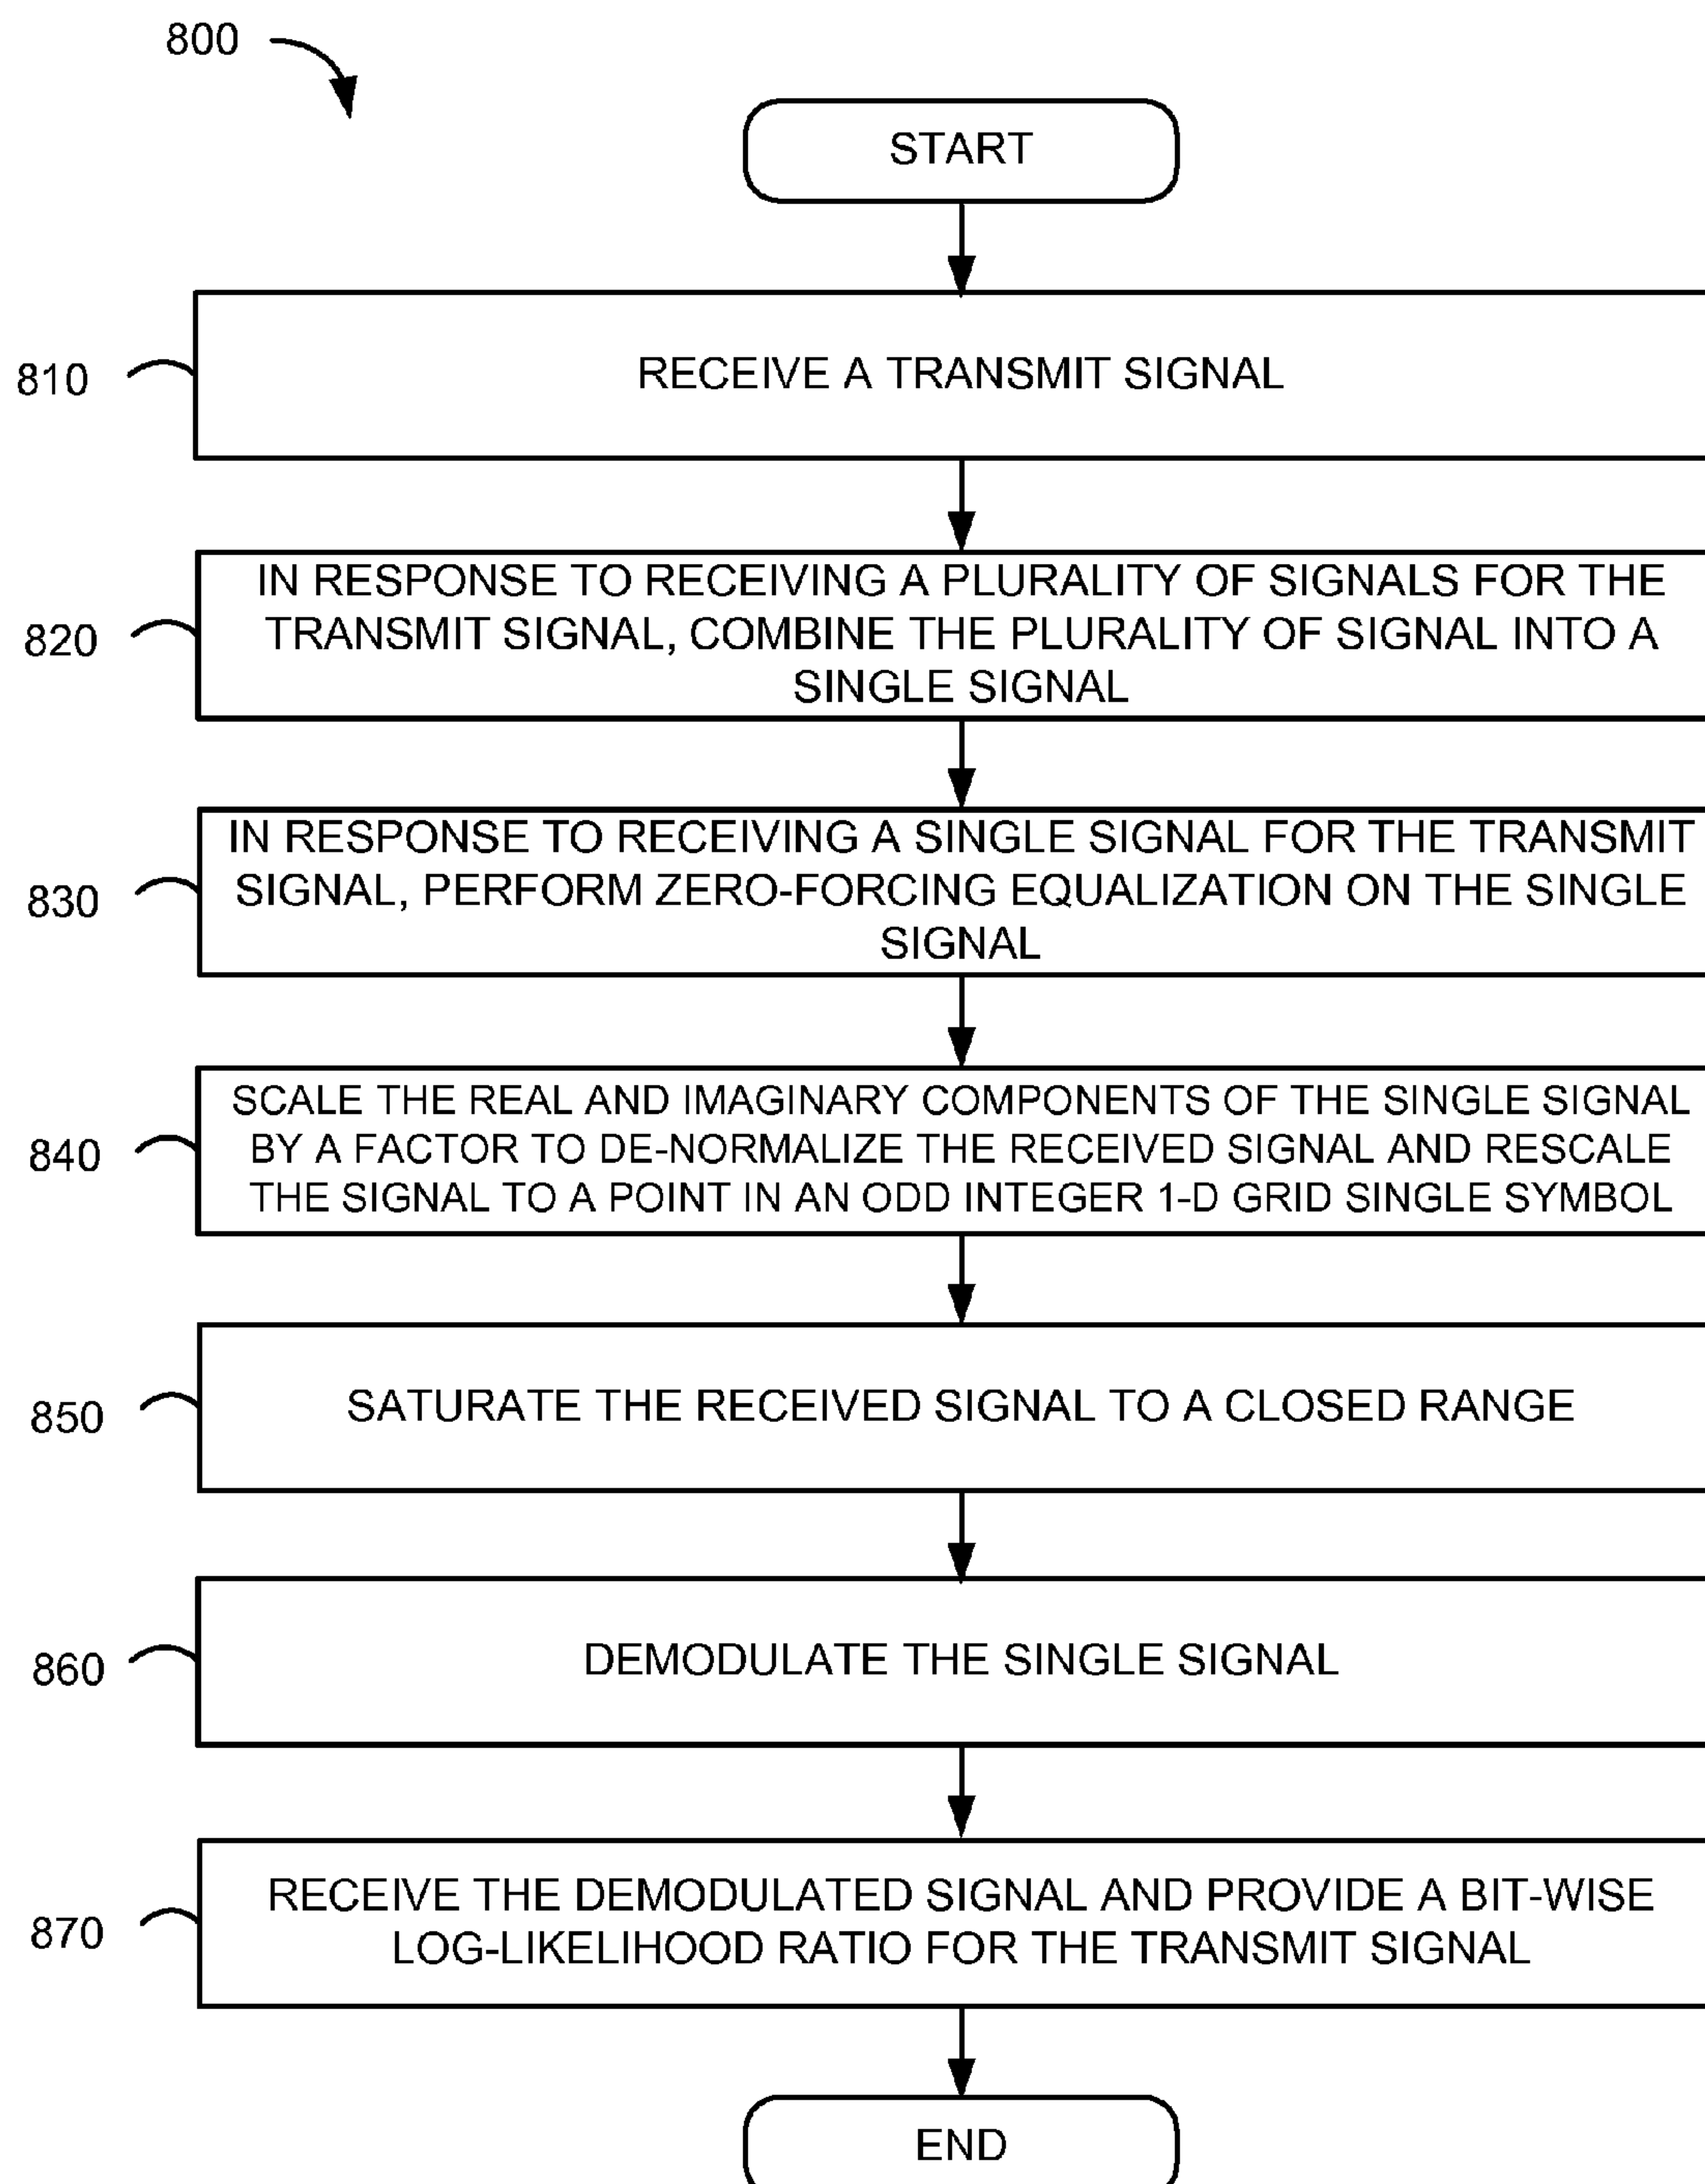 800
START
810
RECEIVE A TRANSMIT SIGNAL
820
IN RESPONSE TO RECEIVING A PLURALITY OF SIGNALS FOR THE
TRANSMIT SIGNAL, COMBINE THE PLURALITY OF SIGNAL INTO A
SINGLE SIGNAL
830
IN RESPONSE TO RECEIVING A SINGLE SIGNAL FOR THE TRANSMIT
SIGNAL, PERFORM ZERO-FORCING EQUALIZATION ON THE SINGLE
SIGNAL
840
SCALE THE REAL AND IMAGINARY COMPONENTS OF THE SINGLE SIGNAL
BY A FACTOR TO DE-NORMALIZE THE RECEIVED SIGNAL AND RESCALE
THE SIGNAL TO A POINT IN AN ODD INTEGER 1-D GRID SINGLE SYMBOL
850
SATURATE THE RECEIVED SIGNAL TO A CLOSED RANGE
860
DEMODULATE THE SINGLE SIGNAL
870
RECEIVE THE DEMODULATED SIGNAL AND PROVIDE A BIT-WISE
LOG-LIKELIHOOD RATIO FOR THE TRANSMIT SIGNAL
END